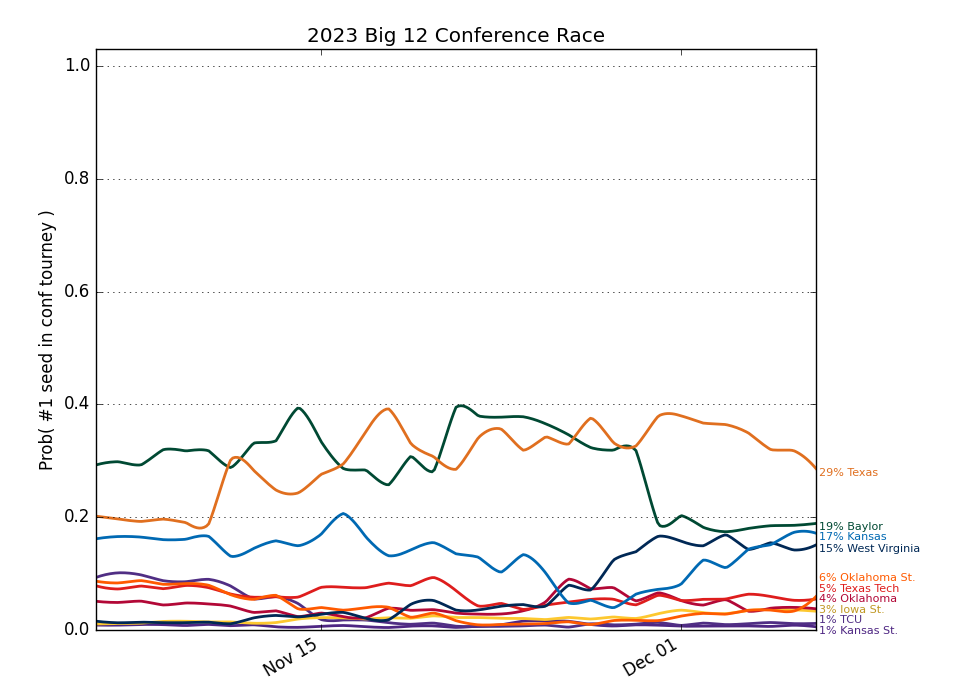 2023 Big 12 Conference Race
Prob( #1 seed in conf tourney )
1.0
0.8
0.6
0.4
0.2
0.0
Nov 15
Dec 01
29% Texas
19% Baylor
17% Kansas
15% West Virginia
6% Oklahoma St.
5% Texas Tech
4% Oklahoma
3% Iowa St.
1% TCU
1% Kansas St.